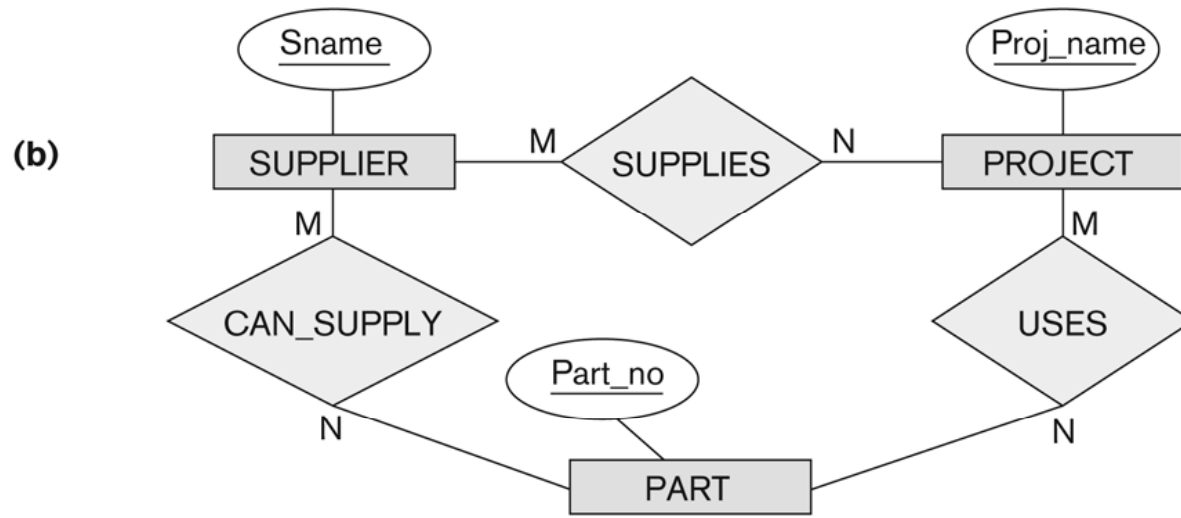 Sname
Proj_name
(b)
SUPPLIER
M
SUPPLIES
N
PROJECT
M
M
CAN_SUPPLY
USES
Part_no
N
N
PART